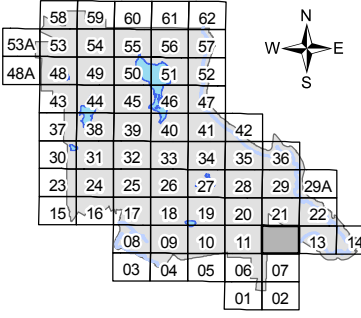 58 59 60 61 62
N
53A 53 54 55 56 57
W E
48A 48 49 50 51 52
S
43 44 45 46 47
37 38 39 40 41 42
30 31 32 33 34 35 36
23 24 25 26 27 28 29 29A
15 16 17 18 19 20 21 22
08 09 10 11 13 14
03 04 05 06 07
01 02